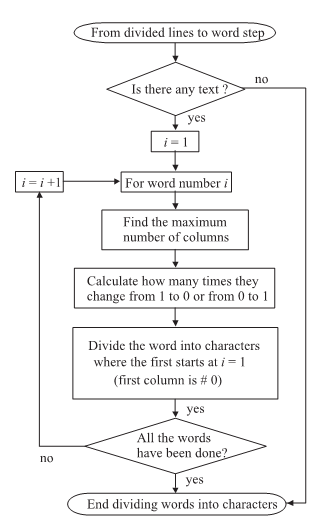 From divided lines to word step
Is there any text ?
no
yes
i = 1
i = i +1
For word number i
Find the maximum
number of columns
Calculate how many times they
change from 1 to 0 or from 0 to 1
Divide the word into characters
where the first starts at i = 1
(first column is # 0)
yes
All the words
have been done?
no
yes
End dividing words into characters